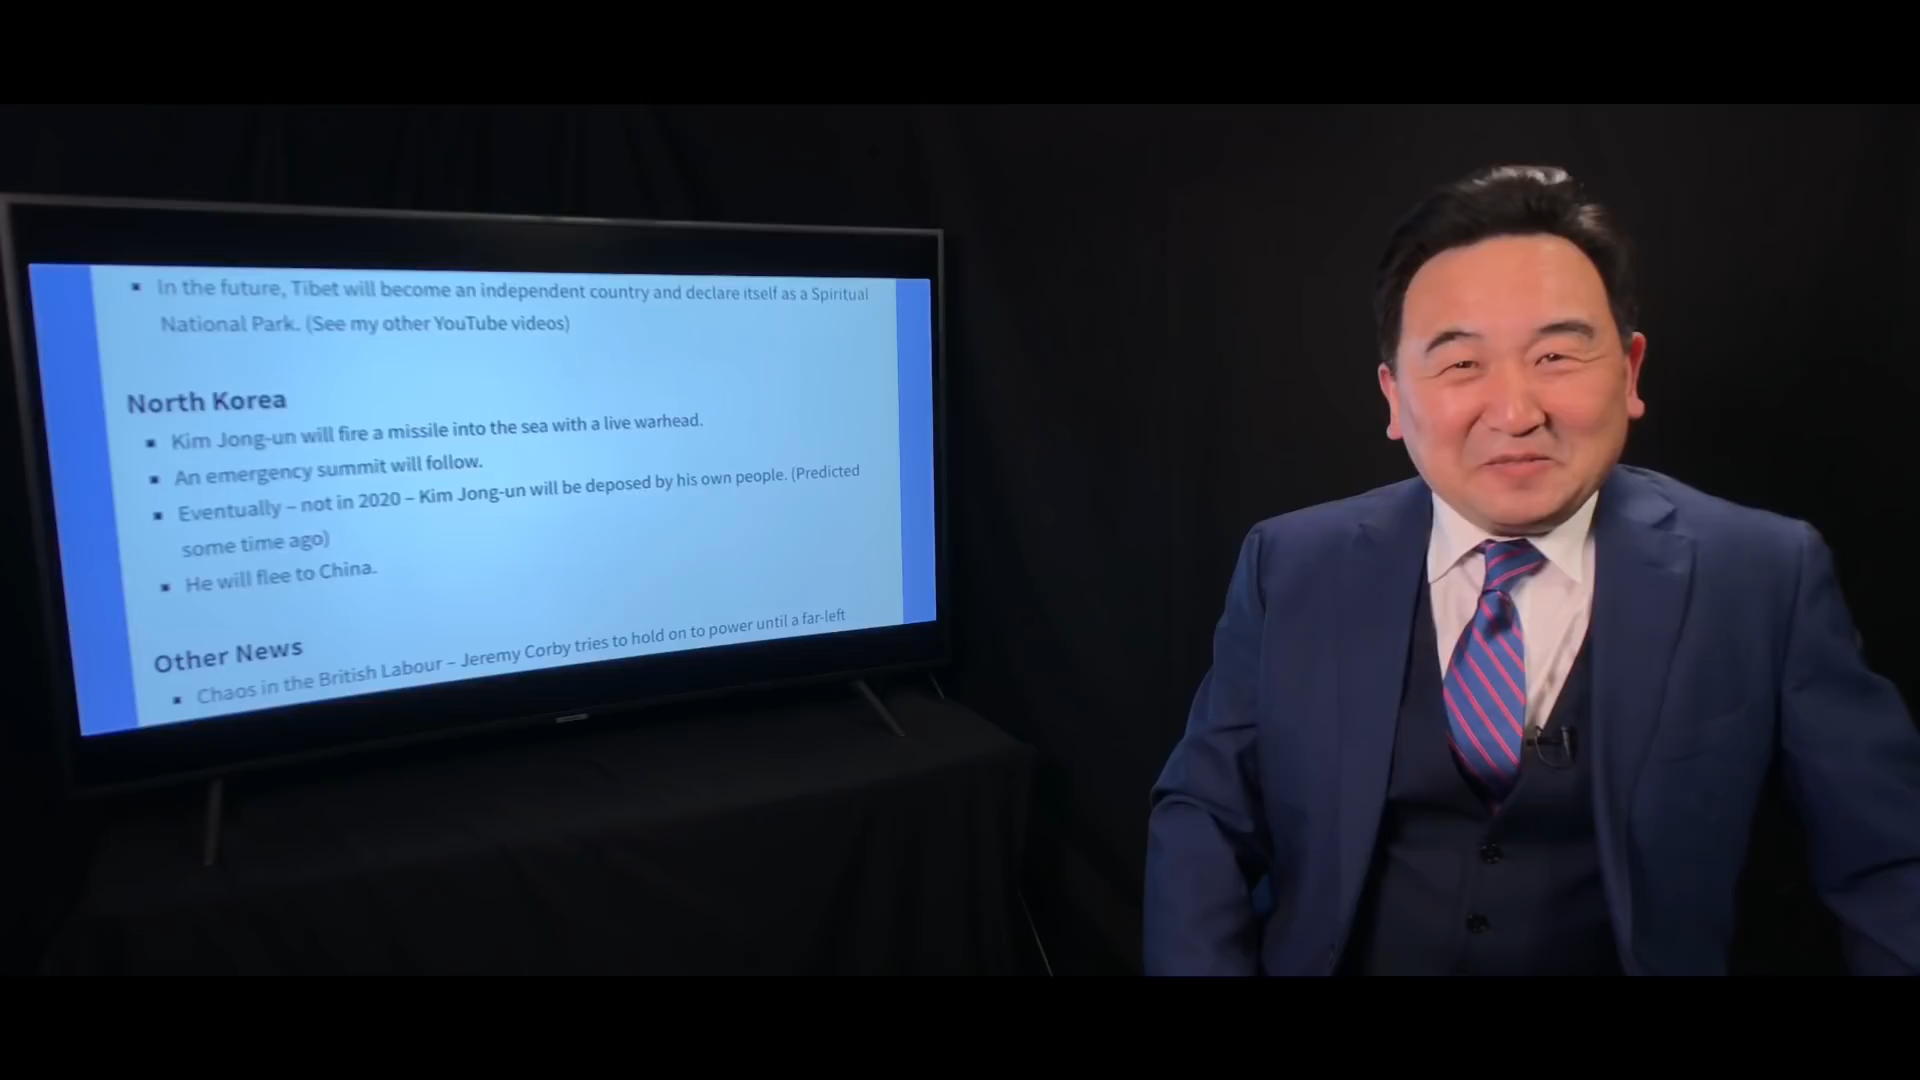 ▪ In the future, Tibet will become an independent country and declare itself as a Spiritual
National Park. (See my other YouTube videos)
North Korea
▪ Kim Jong-un will fire a missile into the sea with a live warhead.
▪ An emergency summit will follow.
▪ Eventually – not in 2020 – Kim Jong-un will be deposed by his own people. (Predicted
some time ago)
▪ He will flee to China.
Other News
▪ Chaos in the British Labour – Jeremy Corby tries to hold on to power until a far-left